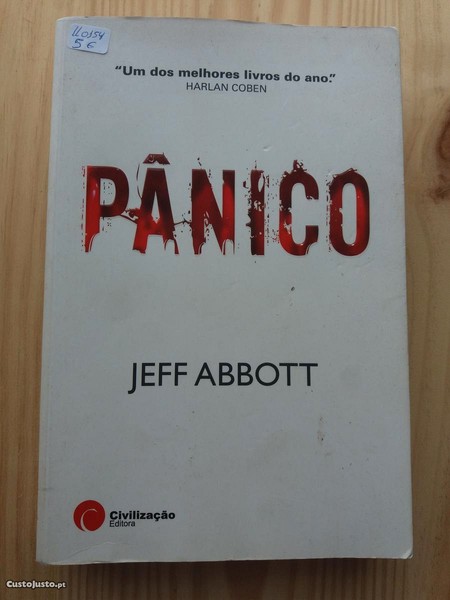 LL0354
5 €
"Um dos melhores livros do ano."
HARLAN COBEN
PÂNICO
JEFF ABBOTT
Civilização
Editora
CustoJusto.pt